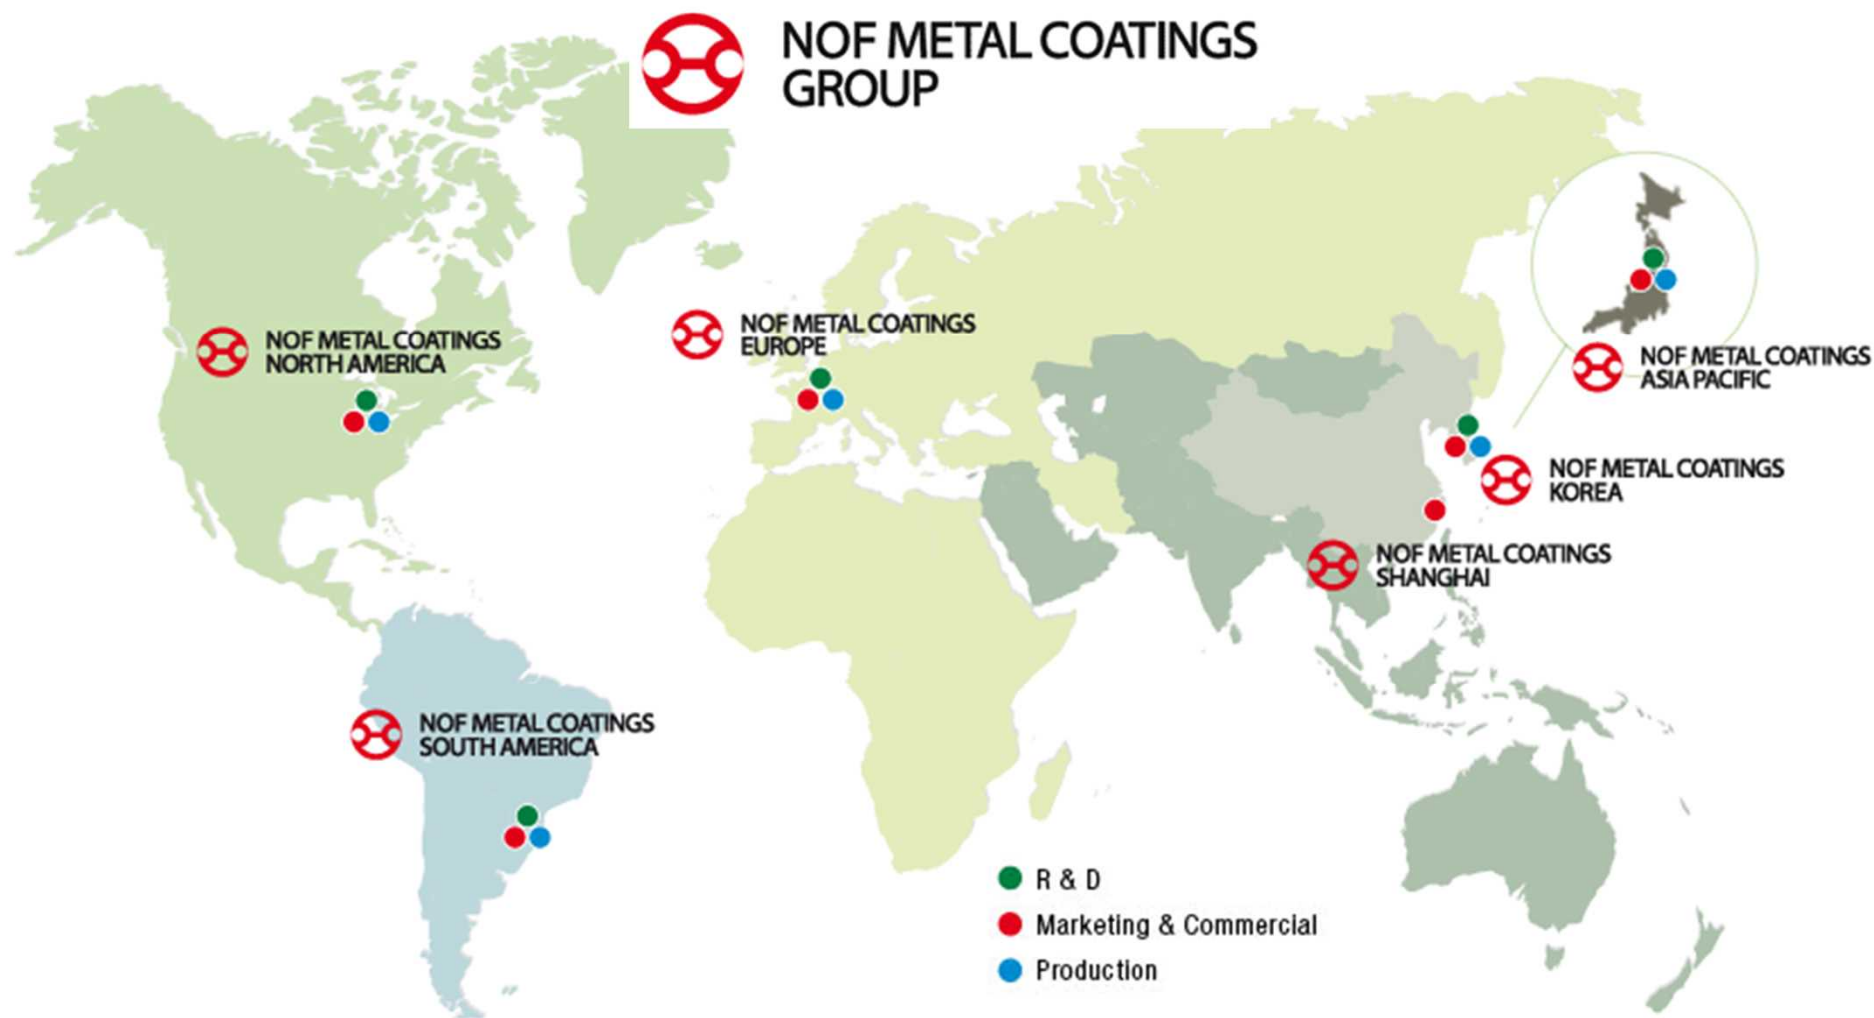 NOF METAL COATINGS
GROUP
NOF METAL COATINGS
NORTH AMERICA
NOF METAL COATINGS
EUROPE
NOF METAL COATINGS
ASIA PACIFIC
NOF METAL COATINGS
KOREA
NOF METAL COATINGS
SHANGHAI
NOF METAL COATINGS
SOUTH AMERICA
R & D
Marketing & Commercial
Production